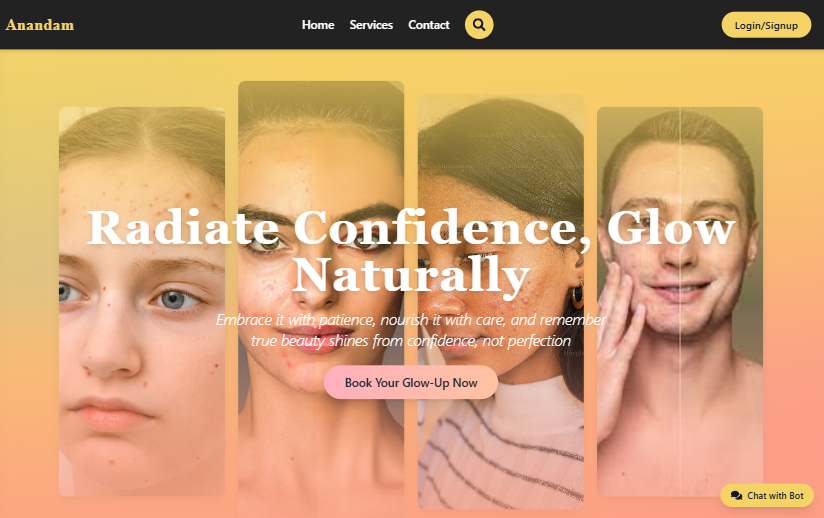 Anandam
Home Services Contact
Login/Signup
Radiate Confidence, Glow
Naturally
Embrace it with patience, nourish it with care, and remember
true beauty shines from confidence, not perfection
Book Your Glow-Up Now
Chat with Bot